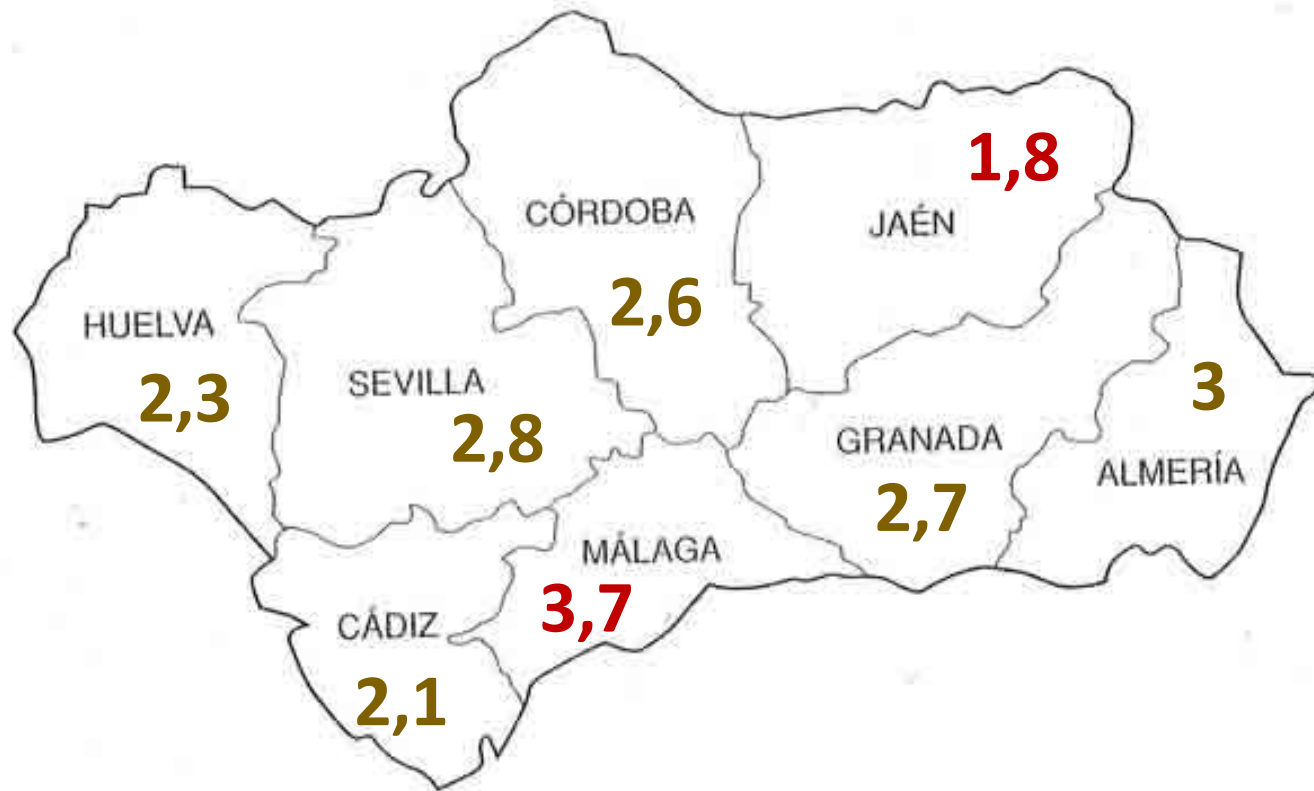 1,8
CÓRDOBA
JAÉN
2,6
HUELVA
2,3
SEVILLA
2,8
3
GRANADA
2,7
ALMERÍA
MÁLAGA
3,7
CÁDIZ
2,1